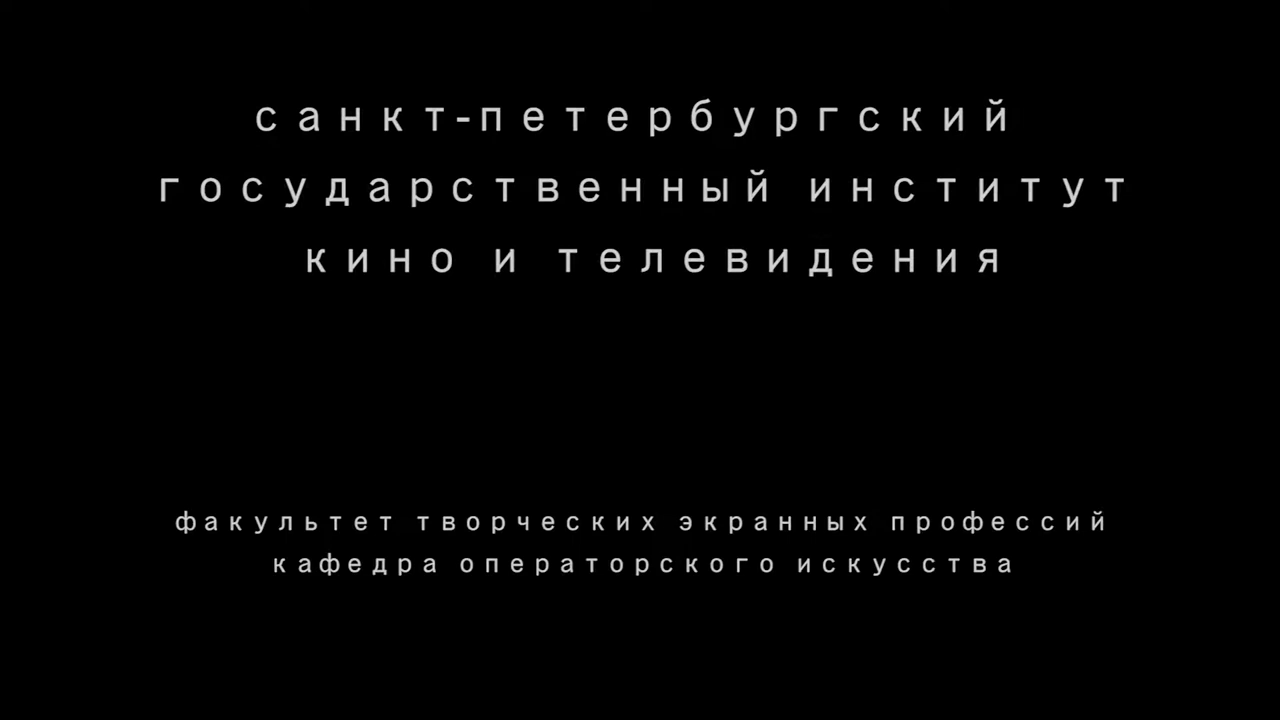 санкт-петербургский
государственный институт
кино и телевидения
факультет творческих экранных профессий
кафедра операторского искусства